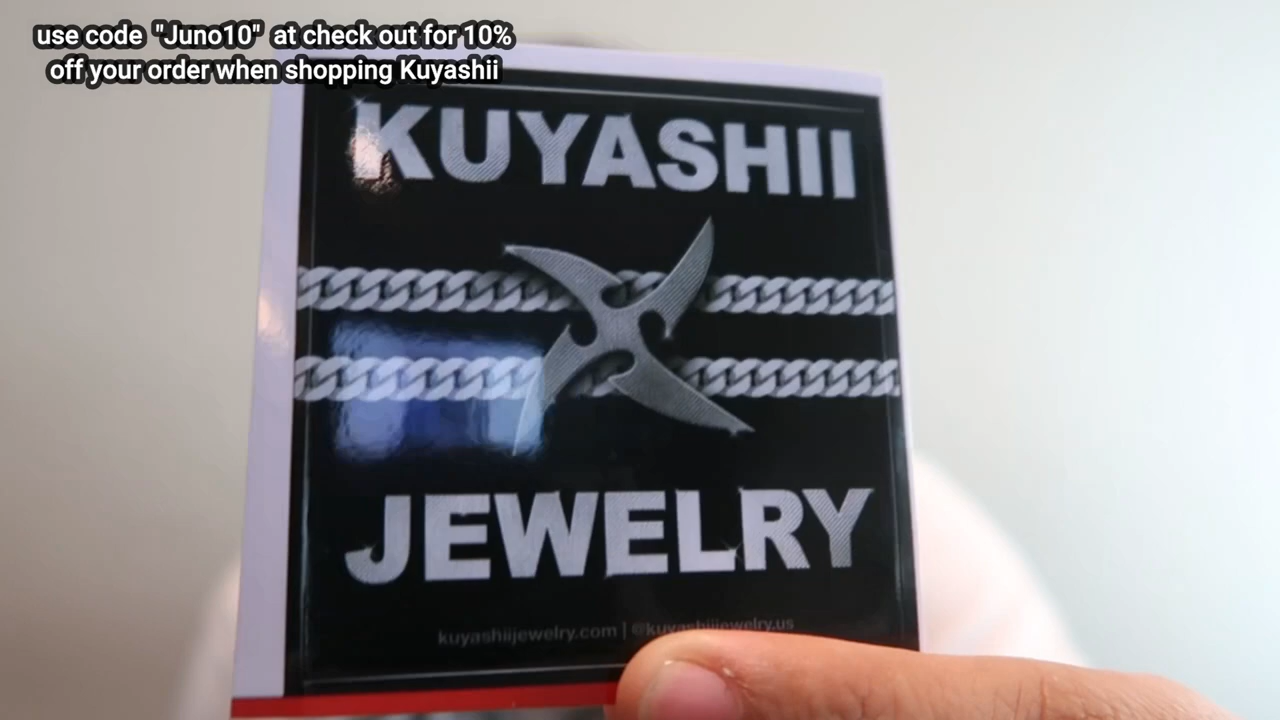 use code "Juno10" at check out for 10%
off your order when shopping Kuyashii
KUYASHII
JEWELRY
kuyashiijewelry.com | @kuyashiijewelry.us